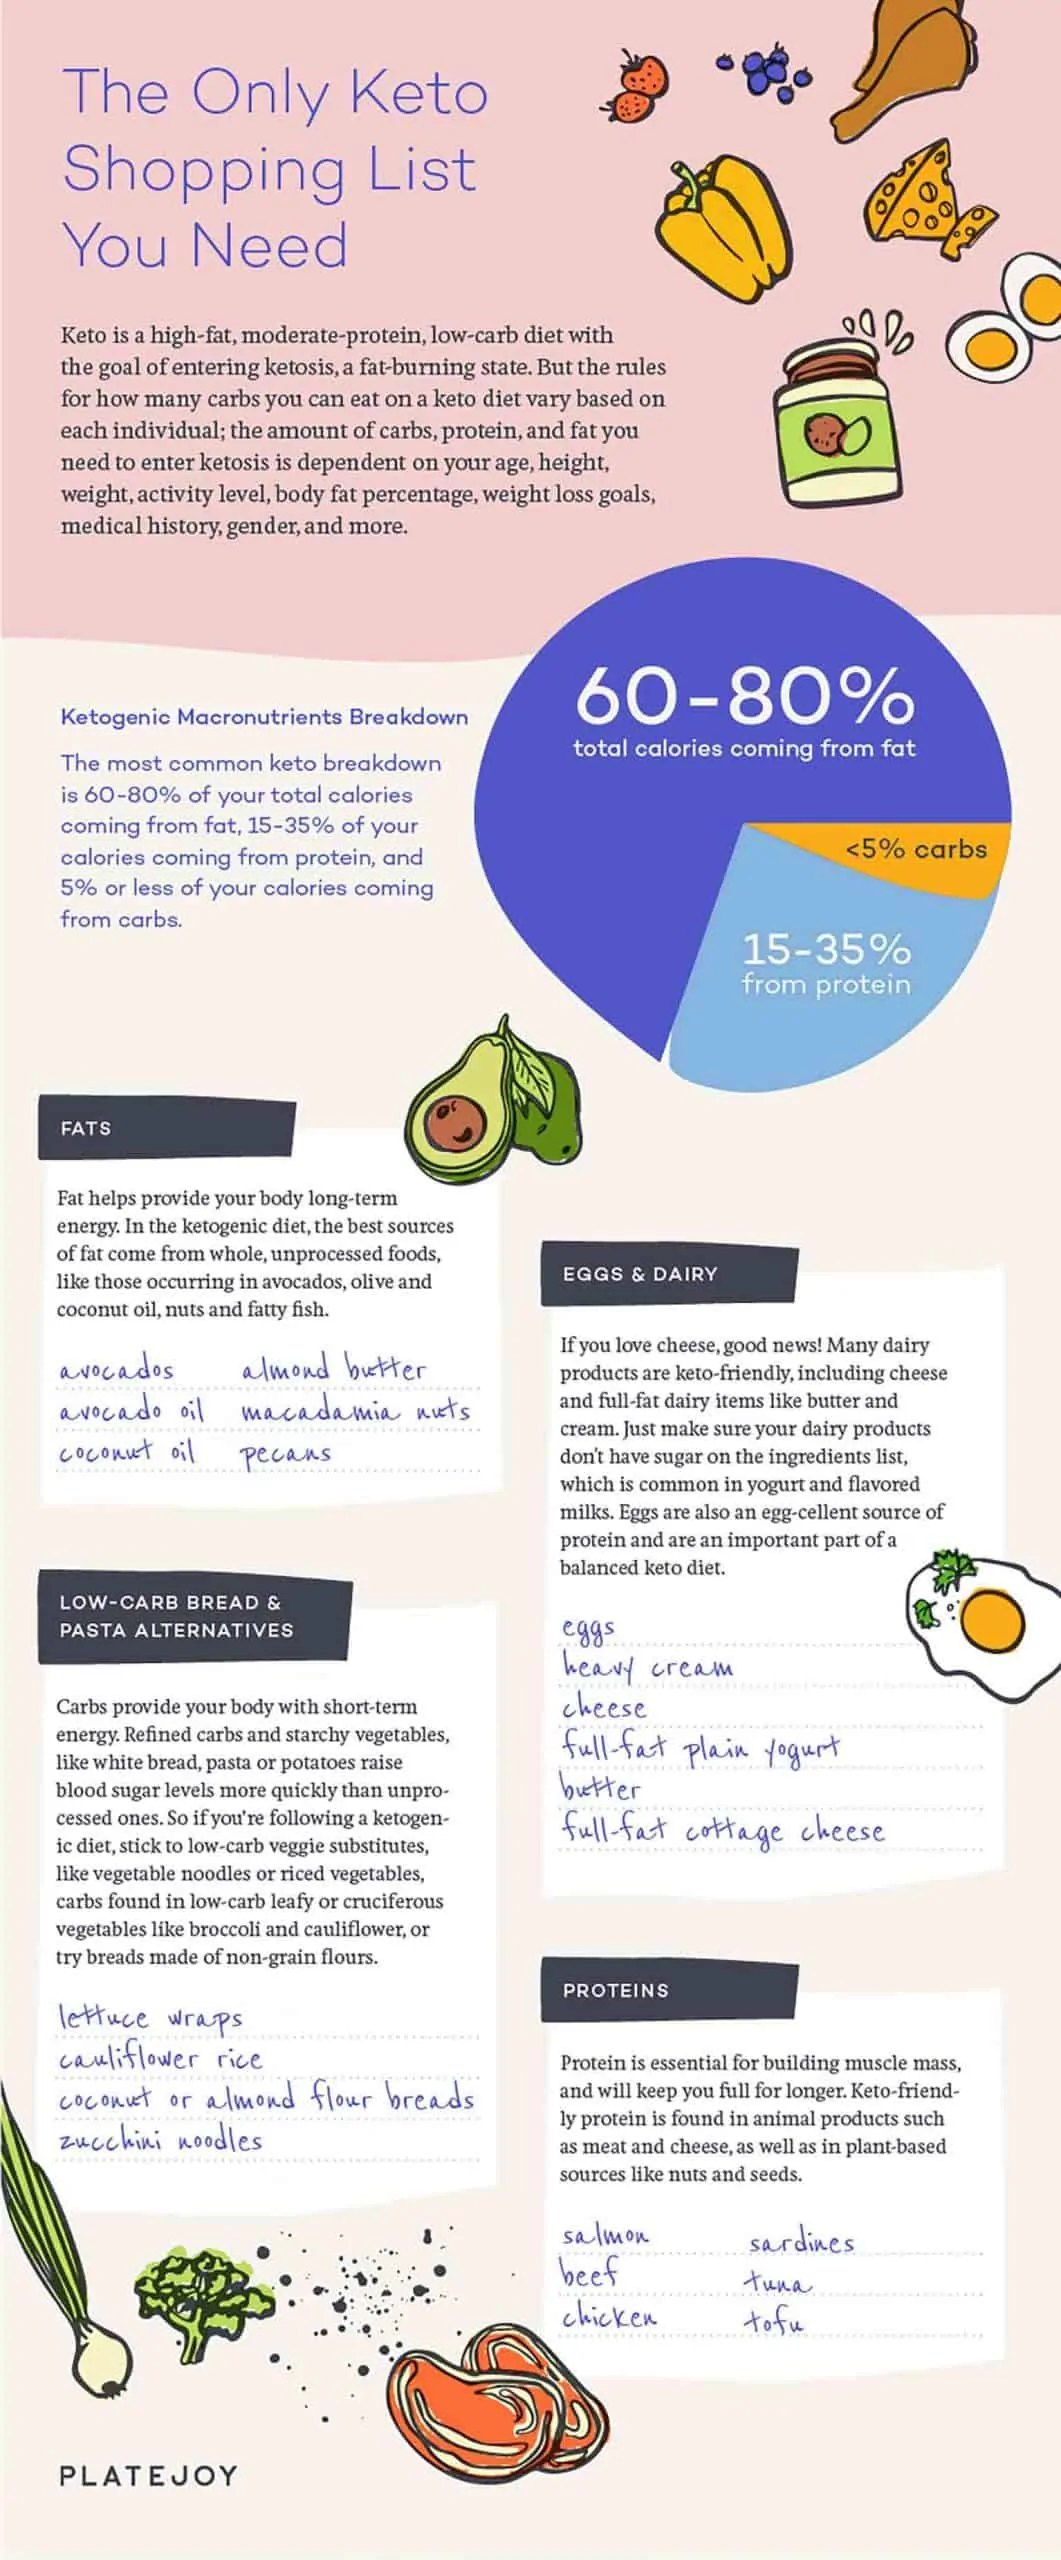 The Only Keto
Shopping List
You Need
Keto is a high-fat, moderate-protein, low-carb diet with
the goal of entering ketosis, a fat-burning state. But the rules
for how many carbs you can eat on a keto diet vary based on
each individual; the amount of carbs, protein, and fat you
need to enter ketosis is dependent on your age, height,
weight, activity level, body fat percentage, weight loss goals,
medical history, gender, and more.
60-80%
total calories coming from fat
<5% carbs
15-35%
from protein
Ketogenic Macronutrients Breakdown
The most common keto breakdown
is 60-80% of your total calories
coming from fat, 15-35% of your
calories coming from protein, and
5% or less of your calories coming
from carbs.
FATS
Fat helps provide your body long-term
energy. In the ketogenic diet, the best sources
of fat come from whole, unprocessed foods,
like those occurring in avocados, olive and
coconut oil, nuts and fatty fish.
avocados almond butter
avocado oil macadamia nuts
coconut oil pecans
EGGS & DAIRY
If you love cheese, good news! Many dairy
products are keto-friendly, including cheese
and full-fat dairy items like butter and
cream. Just make sure your dairy products
don't have sugar on the ingredients list,
which is common in yogurt and flavored
milks. Eggs are also an egg-cellent source of
protein and are an important part of a
balanced keto diet.
eggs
heavy cream
cheese
full-fat plain yogurt
butter
full-fat cottage cheese
LOW-CARB BREAD &
PASTA ALTERNATIVES
Carbs provide your body with short-term
energy. Refined carbs and starchy vegetables,
like white bread, pasta or potatoes raise
blood sugar levels more quickly than unpro-
cessed ones. So if you're following a ketogen-
ic diet, stick to low-carb veggie substitutes,
like vegetable noodles or riced vegetables,
carbs found in low-carb leafy or cruciferous
vegetables like broccoli and cauliflower, or
try breads made of non-grain flours.
lettuce wraps
cauliflower rice
coconut or almond flour breads
zucchini noodles
PROTEINS
Protein is essential for building muscle mass,
and will keep you full for longer. Keto-friend-
ly protein is found in animal products such
as meat and cheese, as well as in plant-based
sources like nuts and seeds.
salmon sardines
beef tuna
chicken tofu
PLATEJOY